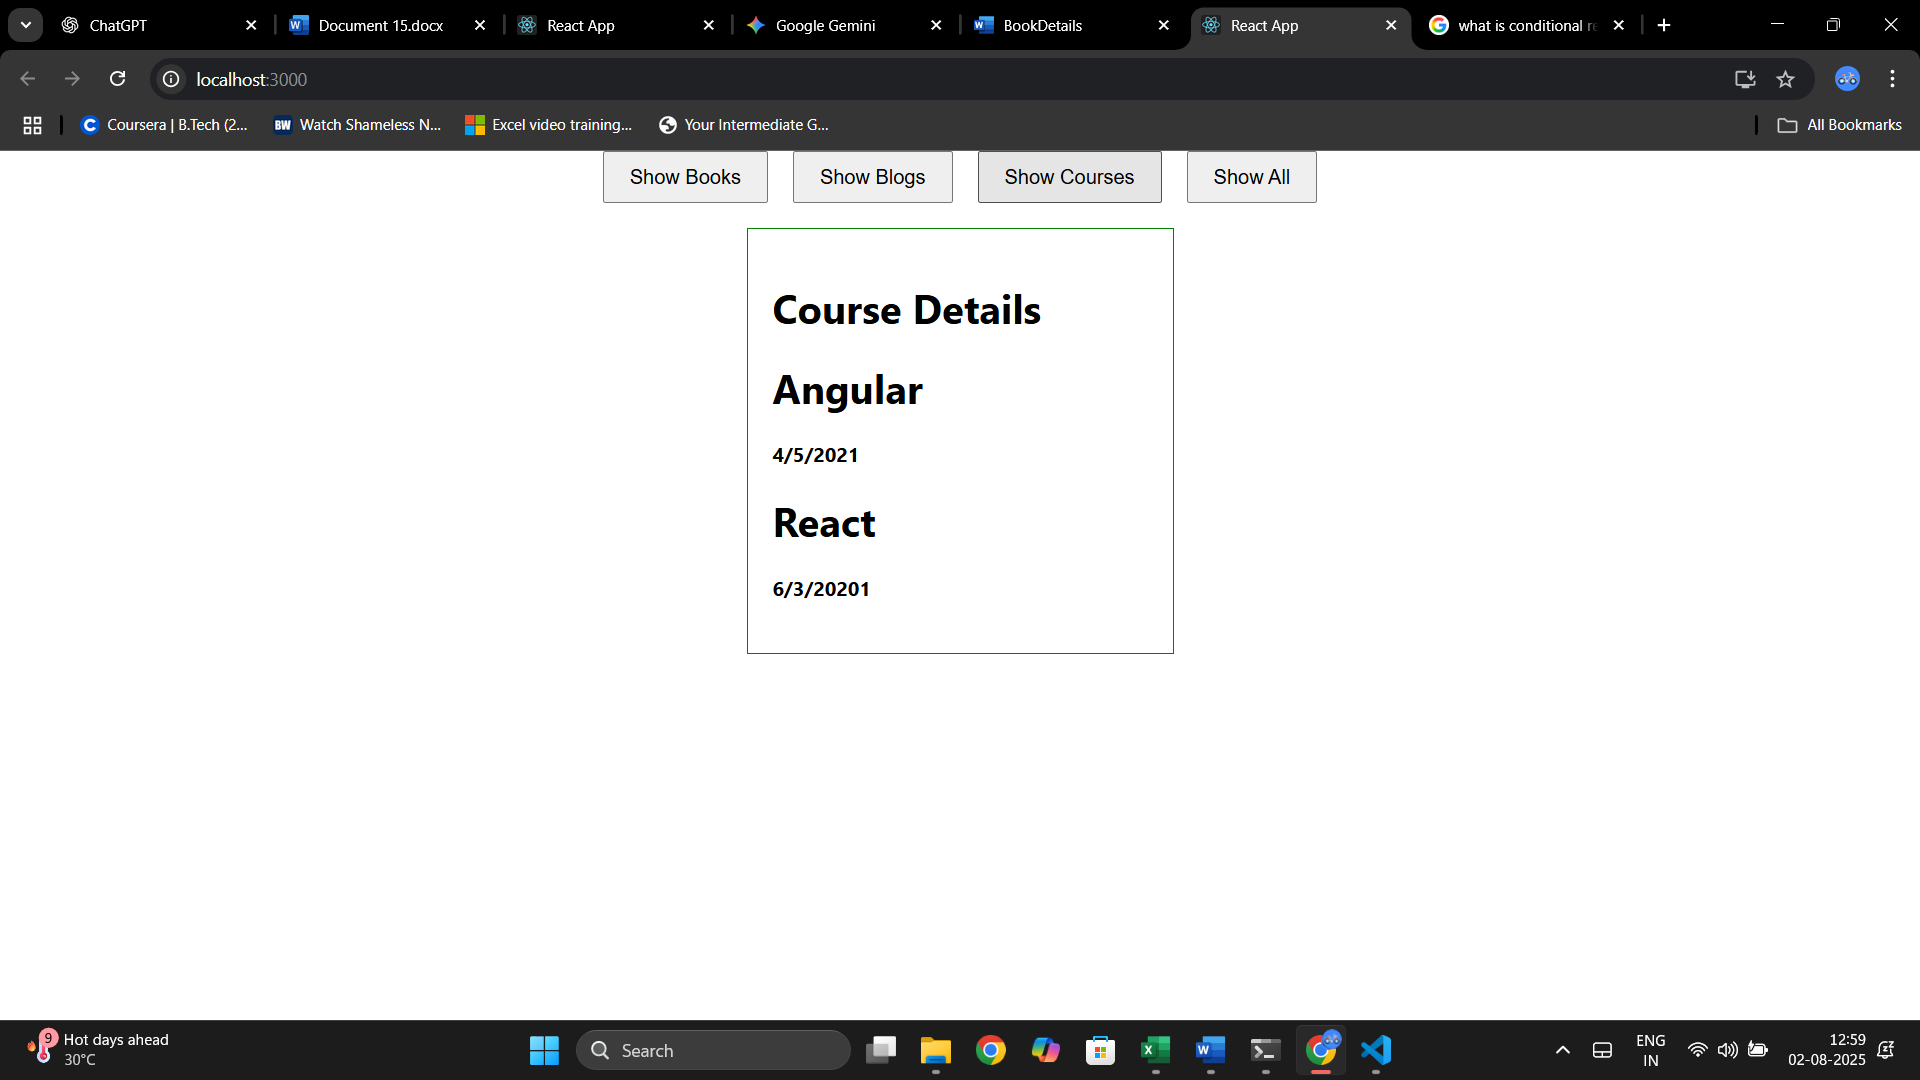 ChatGPT
Document 15.docx
React App
Google Gemini
BookDetails
React App
what is conditional re
localhost:3000
Coursera | B.Tech (2...
BW Watch Shameless N...
Excel video training...
Your Intermediate G...
All Bookmarks
Show Books
Show Blogs
Show Courses
Show All
Course Details
Angular
4/5/2021
React
6/3/20201
9
Hot days ahead
30°C
Search
ENG
IN
12:59
02-08-2025